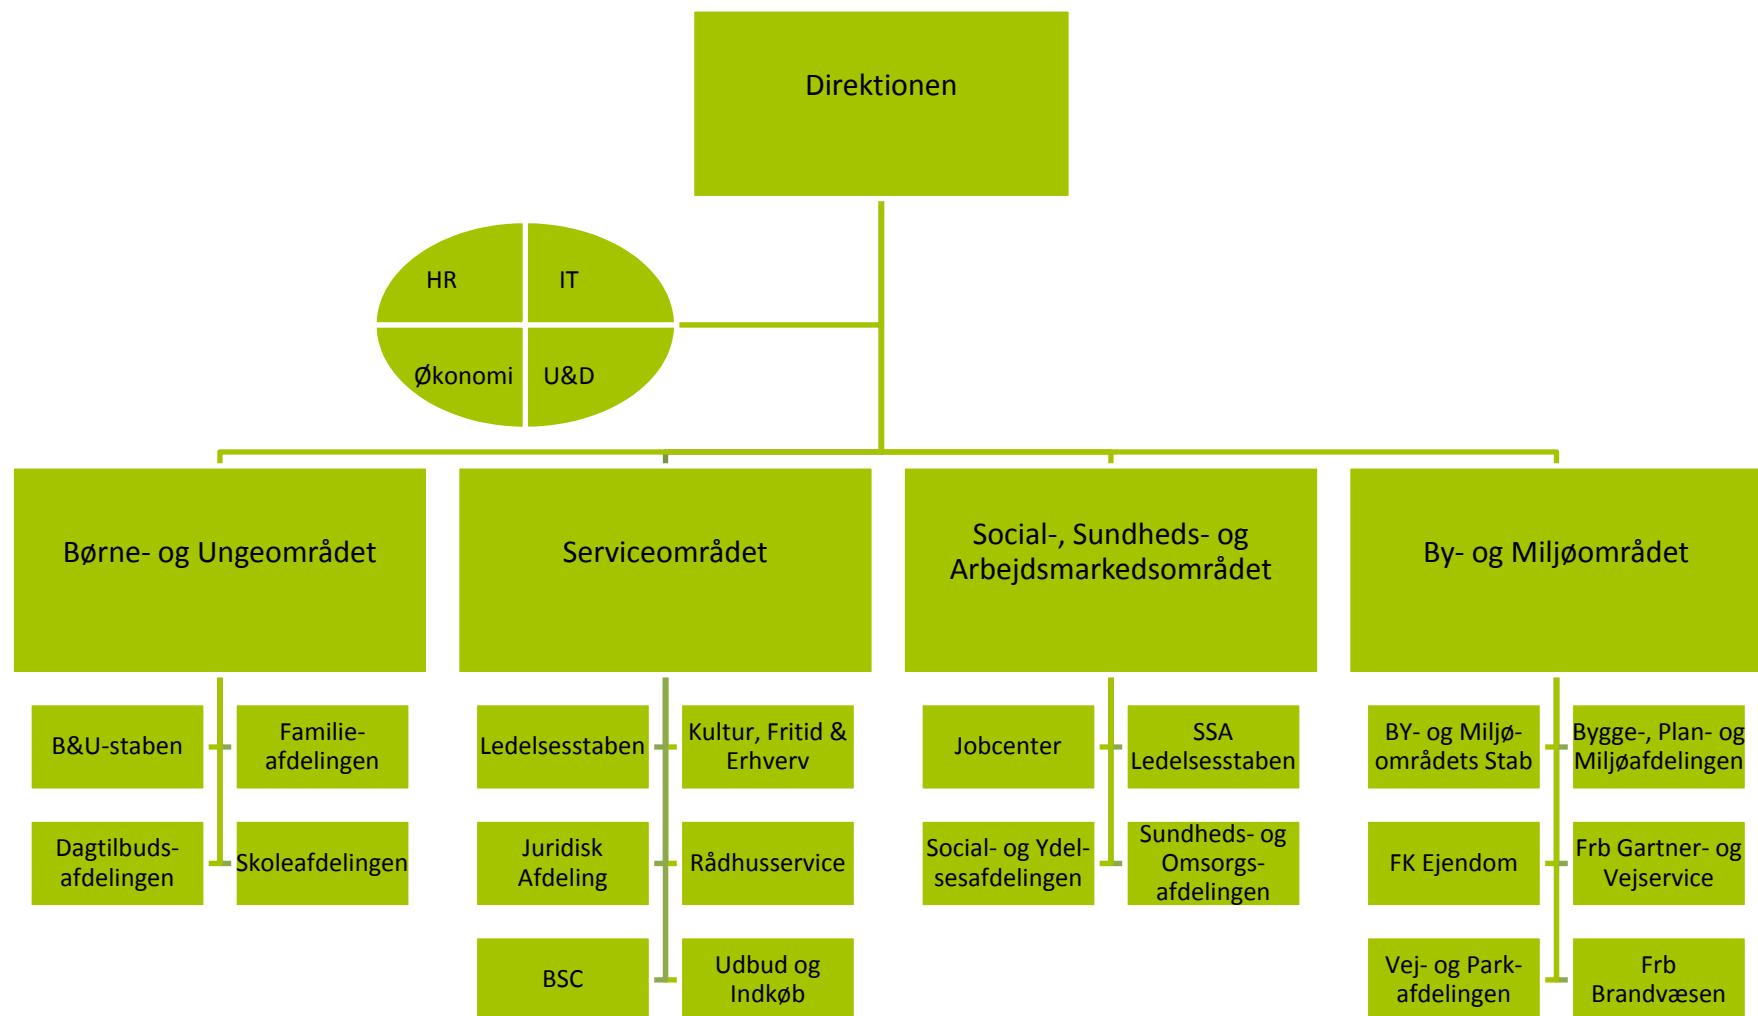 Direktionen
HR
IT
Økonomi
U&D
Børne- og Ungeområdet
Serviceområdet
Social-, Sundheds- og
Arbejdsmarkedsområdet
By- og Miljøområdet
B&U-staben
Familie-
afdelingen
Dagtilbuds-
afdelingen
Skoleafdelingen
Ledelsesstaben
Kultur, Fritid &
Erhverv
Juridisk
Afdeling
Rådhusservice
BSC
Udbud og
Indkøb
Jobcenter
SSA
Ledelsesstaben
Social- og Ydel-
sesafdelingen
Sundheds- og
Omsorgs-
afdelingen
BY- og Miljø-
områdets Stab
Bygge-, Plan- og
Miljøafdelingen
FK Ejendom
Frb Gartner- og
Vejservice
Vej- og Park-
afdelingen
Frb
Brandvæsen